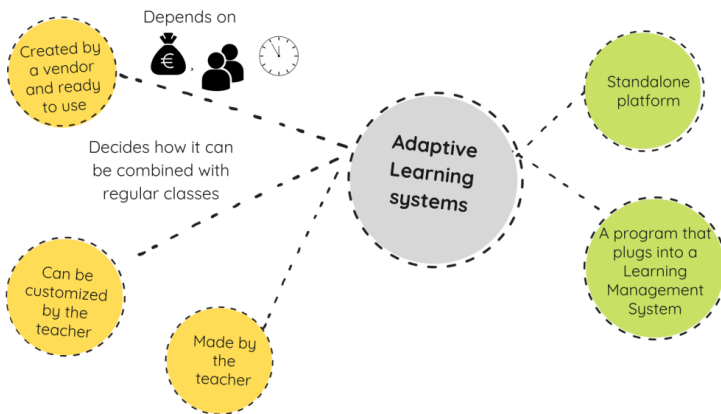 Depends on
€
Created by
a vendor
and ready
to use
Decides how it can
be combined with
regular classes
Can be
customized
by the
teacher
Made by
the
teacher
Adaptive
Learning
systems
Standalone
platform
A program that
plugs into a
Learning
Management
System